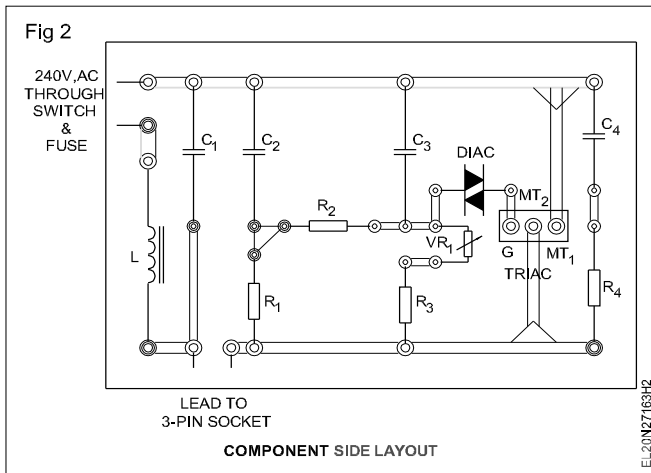 Fig 2
240V,AC
THROUGH
SWITCH
&
FUSE
C1
C2
C3
C4
DIAC
MT2
R2
VR1
G
MT1
TRIAC
L
R1
R3
R4
LEAD TO
3-PIN SOCKET
COMPONENT SIDE LAYOUT
EL20N27163H2